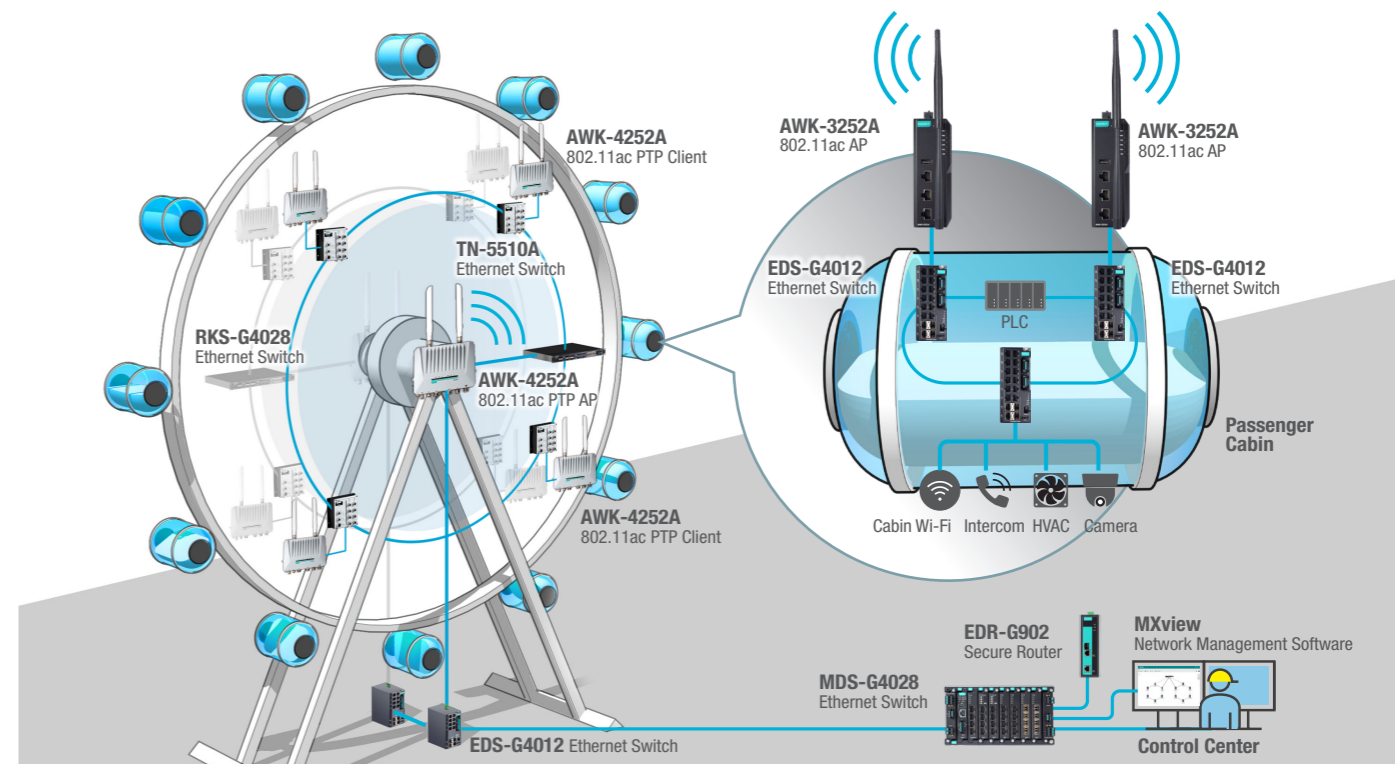 AWK-4252A
802.11ac PTP Client
TN-5510A
Ethernet Switch
RKS-G4028
Ethernet Switch
AWK-4252A
802.11ac PTP AP
AWK-4252A
802.11ac PTP Client
EDS-G4012 Ethernet Switch
AWK-3252A
802.11ac AP
AWK-3252A
802.11ac AP
EDS-G4012
Ethernet Switch
PLC
EDS-G4012
Ethernet Switch
Passenger
Cabin
Cabin Wi-Fi Intercom HVAC Camera
EDR-G902
Secure Router
MXview
Network Management Software
MDS-G4028
Ethernet Switch
Control Center